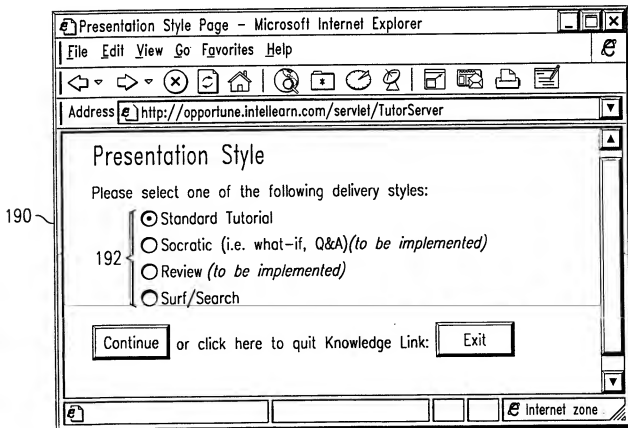 Presentation Style Page – Microsoft Internet Explorer
File Edit View Go Favorites Help
Address http://opportune.intellearn.com/servlet/TutorServer
Presentation Style
Please select one of the following delivery styles:
190
Standard Tutorial
Socratic (i.e. what-if, Q&A)(to be implemented)
192
Review (to be implemented)
Surf/Search
Continue or click here to quit Knowledge Link: Exit
Internet zone